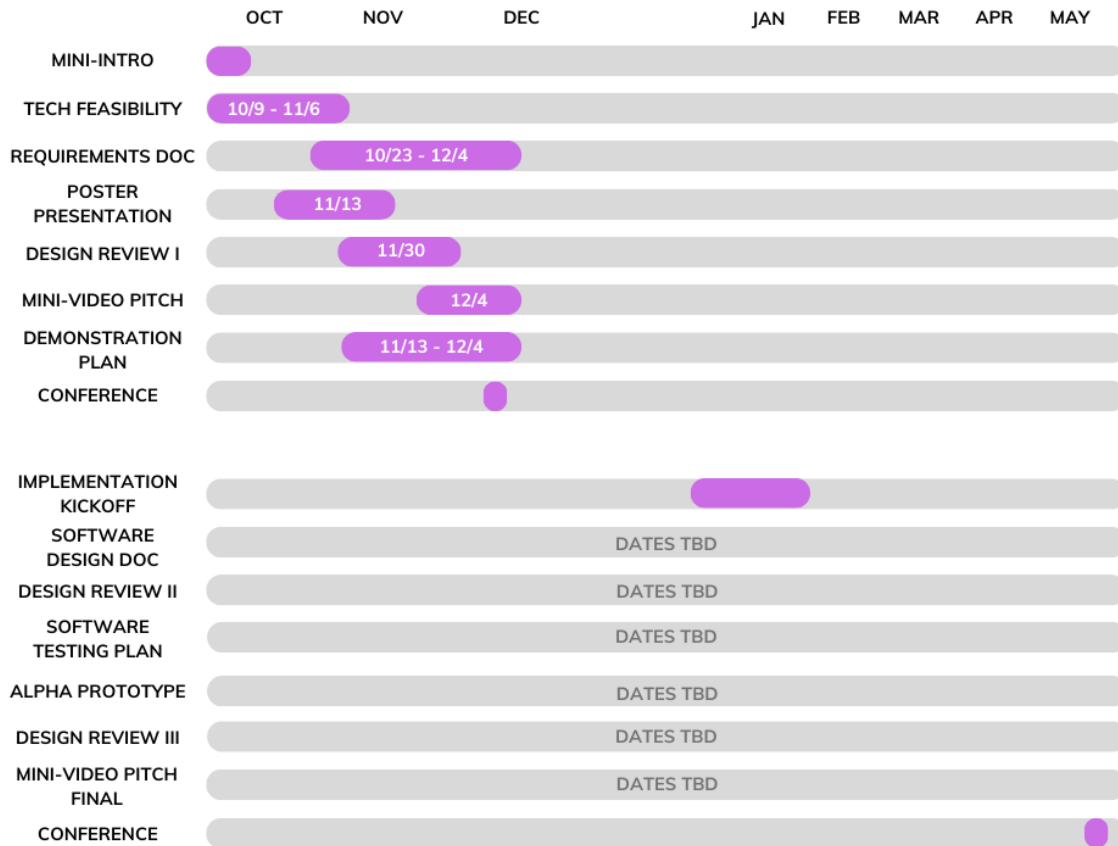 OCT NOV DEC JAN FEB MAR APR MAY
MINI-INTRO
TECH FEASIBILITY 10/9 - 11/6
REQUIREMENTS DOC 10/23 - 12/4
POSTER
PRESENTATION 11/13
DESIGN REVIEW I 11/30
MINI-VIDEO PITCH 12/4
DEMONSTRATION
PLAN 11/13 - 12/4
CONFERENCE
IMPLEMENTATION
KICKOFF
SOFTWARE
DESIGN DOC DATES TBD
DESIGN REVIEW II DATES TBD
SOFTWARE
TESTING PLAN DATES TBD
ALPHA PROTOTYPE DATES TBD
DESIGN REVIEW III DATES TBD
MINI-VIDEO PITCH
FINAL DATES TBD
CONFERENCE